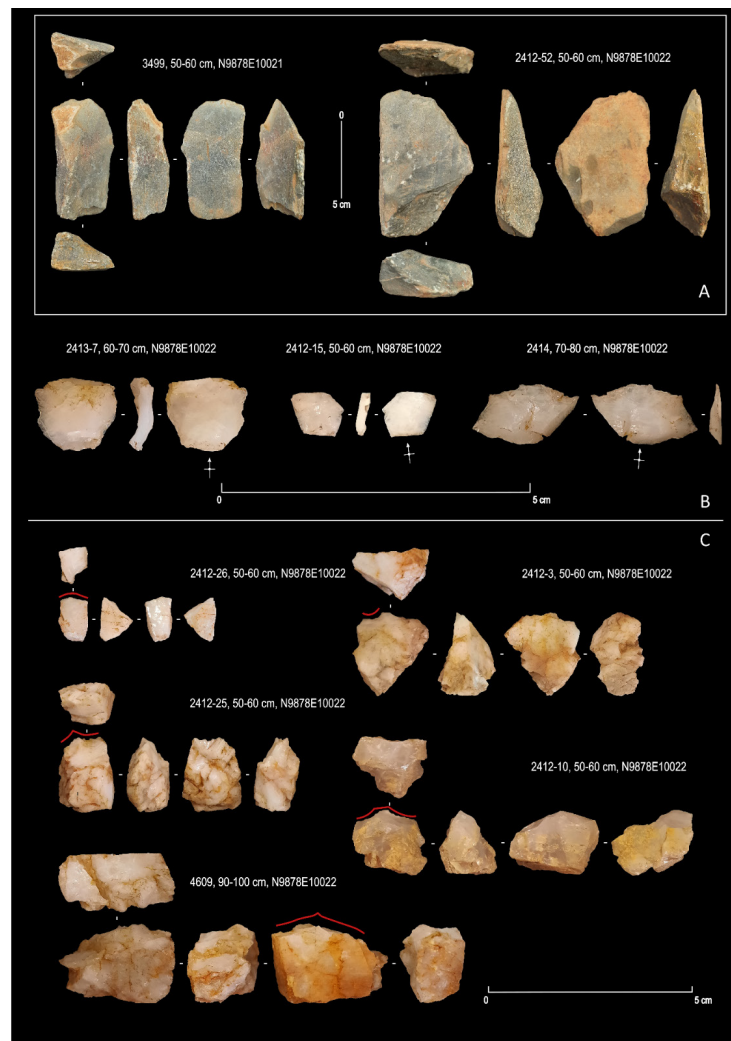 3499, 50-60 cm, N9878E10021
2412-52, 50-60 cm, N9878E10022
0
5 cm
A
2413-7, 60-70 cm, N9878E10022
2412-15, 50-60 cm, N9878E10022
2414, 70-80 cm, N9878E10022
0
5 cm
B
C
2412-26, 50-60 cm, N9878E10022
2412-3, 50-60 cm, N9878E10022
2412-25, 50-60 cm, N9878E10022
2412-10, 50-60 cm, N9878E10022
4609, 90-100 cm, N9878E10022
0
5 cm